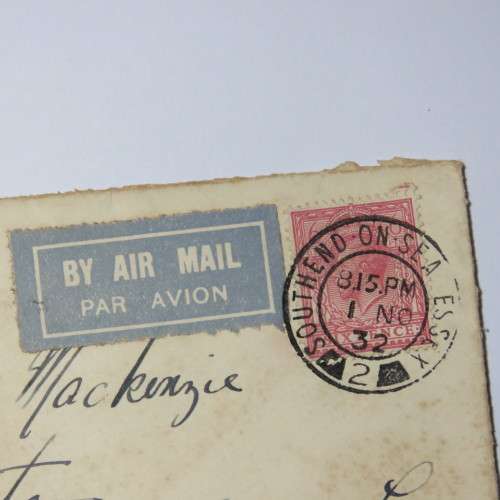 BY AIR MAIL
PAR AVION
SOUTHEND ON SEA ESSEX
8.15.PM
1 NO
32
2
Mackenzie